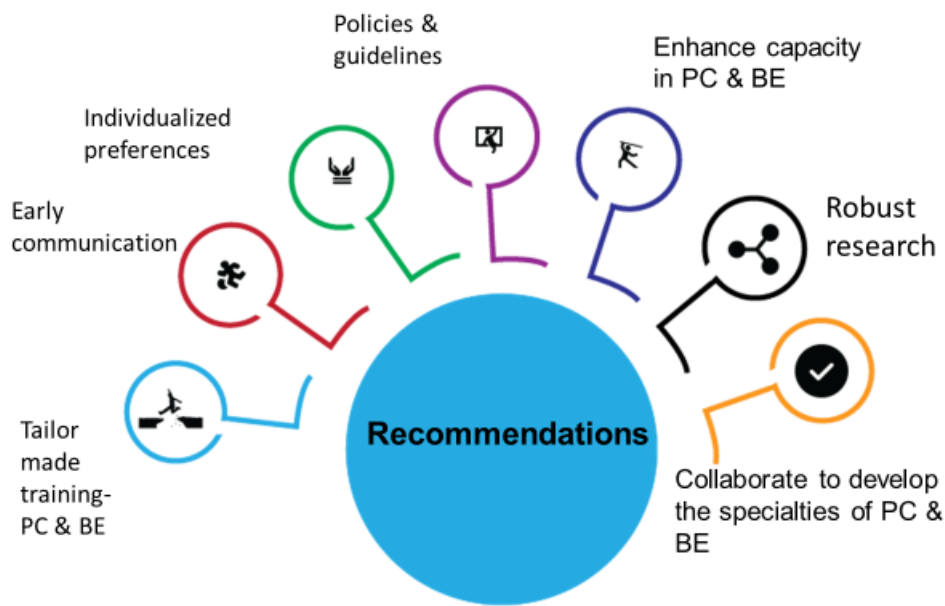 Policies &
guidelines
Enhance capacity
in PC & BE
Individualized
preferences
Early
communication
Robust
research
Recommendations
Tailor
made
training-
PC & BE
Collaborate to develop
the specialties of PC &
BE